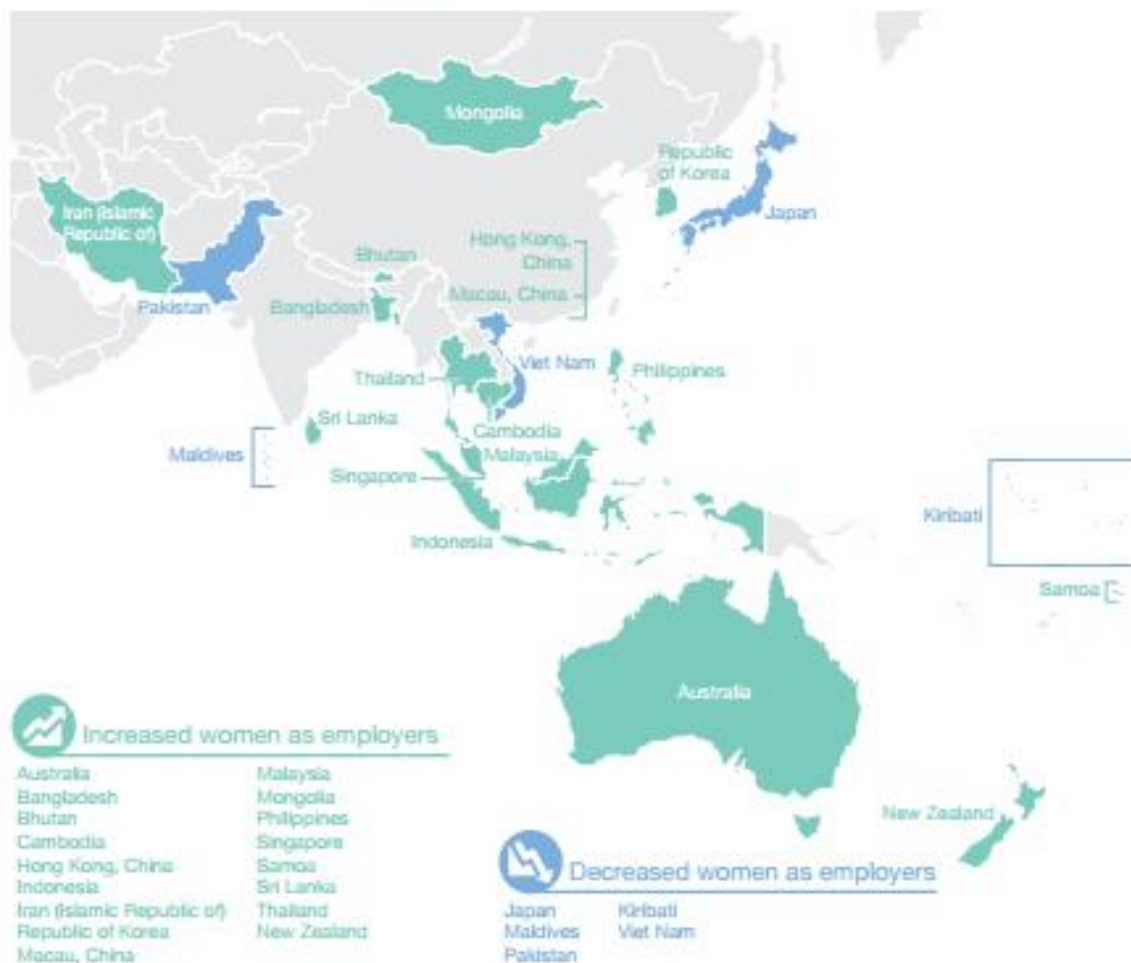 Mongolia
Republic
of Korea
Iran (Islamic
Republic of)
Japan
Hong Kong,
China
Bhutan
Macau, China
Pakistan
Bangladesh
Viet Nam
Philippines
Thailand
Sri Lanka
Cambodia
Maldives
Malaysia
Singapore
Kiribati
Indonesia
Samoa
Australia
New Zealand
Increased women as employers
Australia
Bangladesh
Bhutan
Cambodia
Hong Kong, China
Indonesia
Iran (Islamic Republic of)
Republic of Korea
Macau, China
Malaysia
Mongolia
Philippines
Singapore
Samoa
Sri Lanka
Thailand
New Zealand
Decreased women as employers
Japan
Maldives
Pakistan
Kiribati
Viet Nam